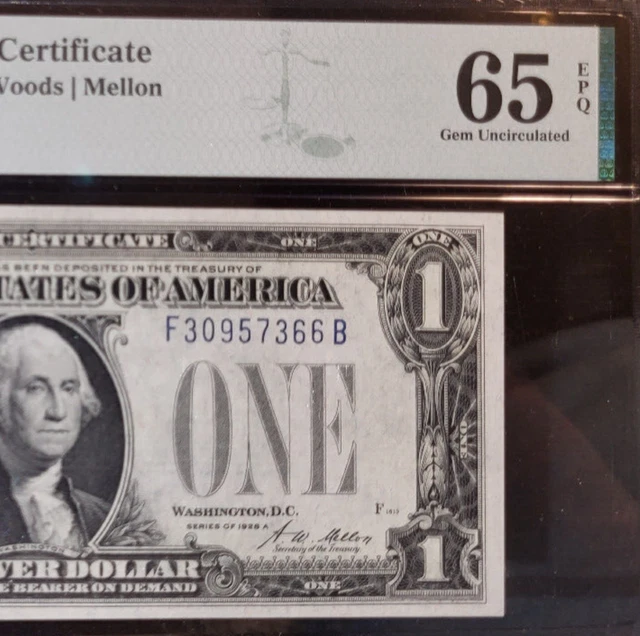 Certificate
Woods | Mellon
65
EPQ
Gem Uncirculated
CERTIFICATE
ONE
ONE
BEEN DEPOSITED IN THE TREASURY OF
STATES OF AMERICA
1
F30957366B
ONE
ONE
WASHINGTON, D.C.
F
SERIES OF 1928 A
A. W. Mellon
Secretary of the Treasury.
WASHINGTON
VER DOLLAR
1
BEARER ON DEMAND
ONE